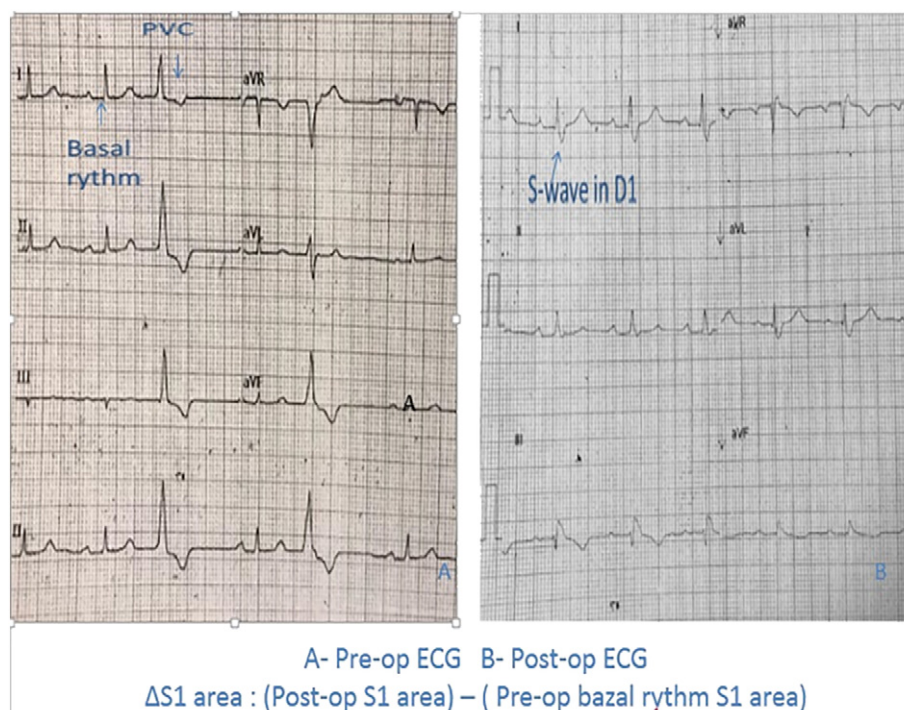 PVC
I
aVR
Basal
rythm
II
aVL
III
aVF
A
II
A
I
aVR
S-wave in D1
II
aVL
III
aVF
B
A- Pre-op ECG B- Post-op ECG
ΔS1 area : (Post-op S1 area) – ( Pre-op bazal rythm S1 area)